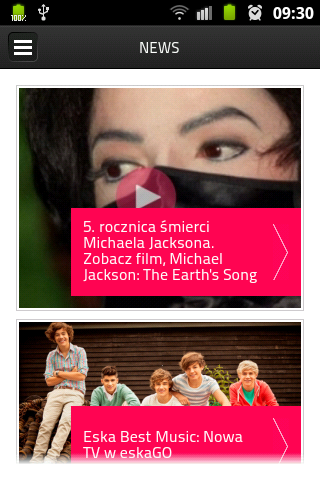 100%
09:30
NEWS
5. rocznica śmierci
Michaela Jacksona.
Zobacz film, Michael
Jackson: The Earth's Song
Eska Best Music: Nowa
TV w eskaGO